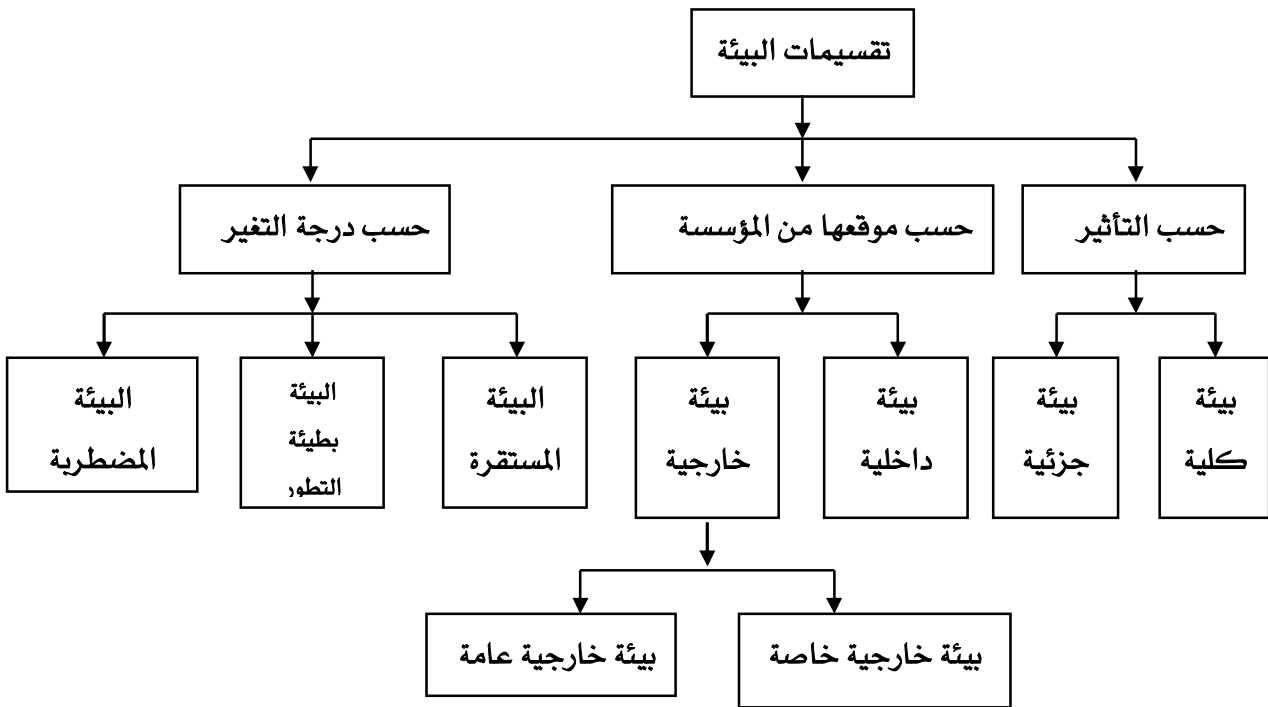 تقسيمات البيئة
حسب التأثير
حسب موقعها من المؤسسة
حسب درجة التغير
بيئة
كلية
بيئة
جزئية
بيئة
داخلية
بيئة
خارجية
البيئة
المستقرة
البيئة
بطيئة
التطور
البيئة
المضطربة
بيئة خارجية خاصة
بيئة خارجية عامة